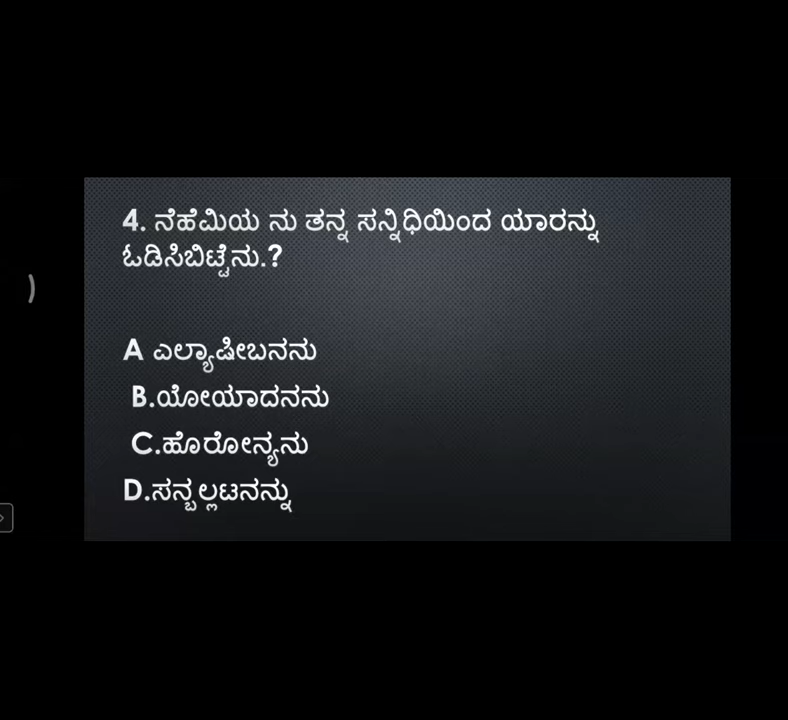 4. ನೆಹೆಮಿಯ ನು ತನ್ನ ಸನ್ನಿಧಿಯಿಂದ ಯಾರನ್ನು
ಓಡಿಸಿಬಿಟ್ಟೆನು.?
A ಎಲ್ಯಾಷೀಬನನು
B.ಯೋಯಾದನನು
C.ಹೊರೋನ್ಯನು
D.ಸನ್ಬಲ್ಲಟನನ್ನು